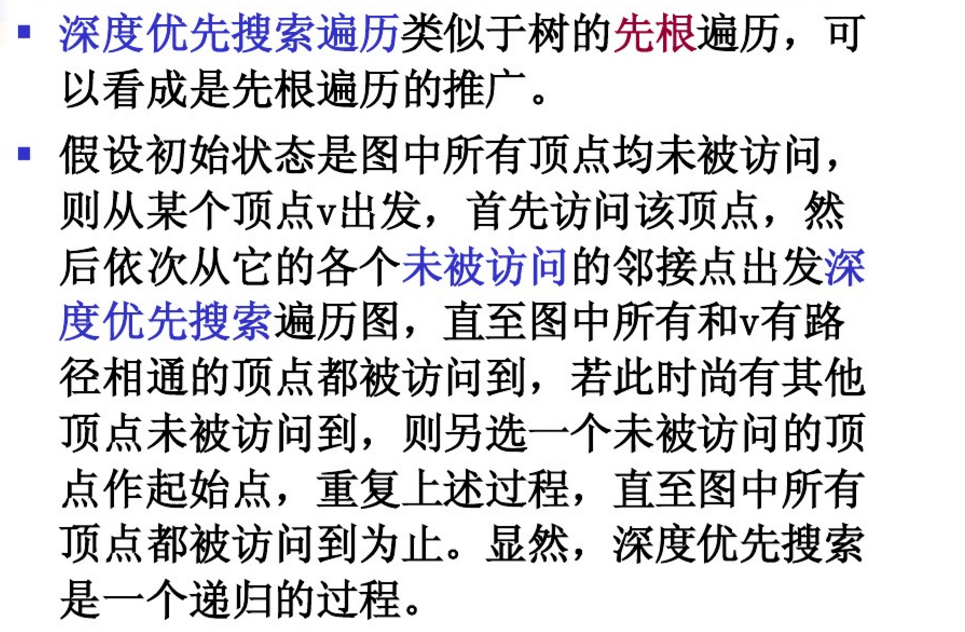 ▪ 深度优先搜索遍历类似于树的先根遍历，可
以看成是先根遍历的推广。
▪ 假设初始状态是图中所有顶点均未被访问，
则从某个顶点v出发，首先访问该顶点，然
后依次从它的各个未被访问的邻接点出发深
度优先搜索遍历图，直至图中所有和v有路
径相通的顶点都被访问到，若此时尚有其他
顶点未被访问到，则另选一个未被访问的顶
点作起始点，重复上述过程，直至图中所有
顶点都被访问到为止。显然，深度优先搜索
是一个递归的过程。